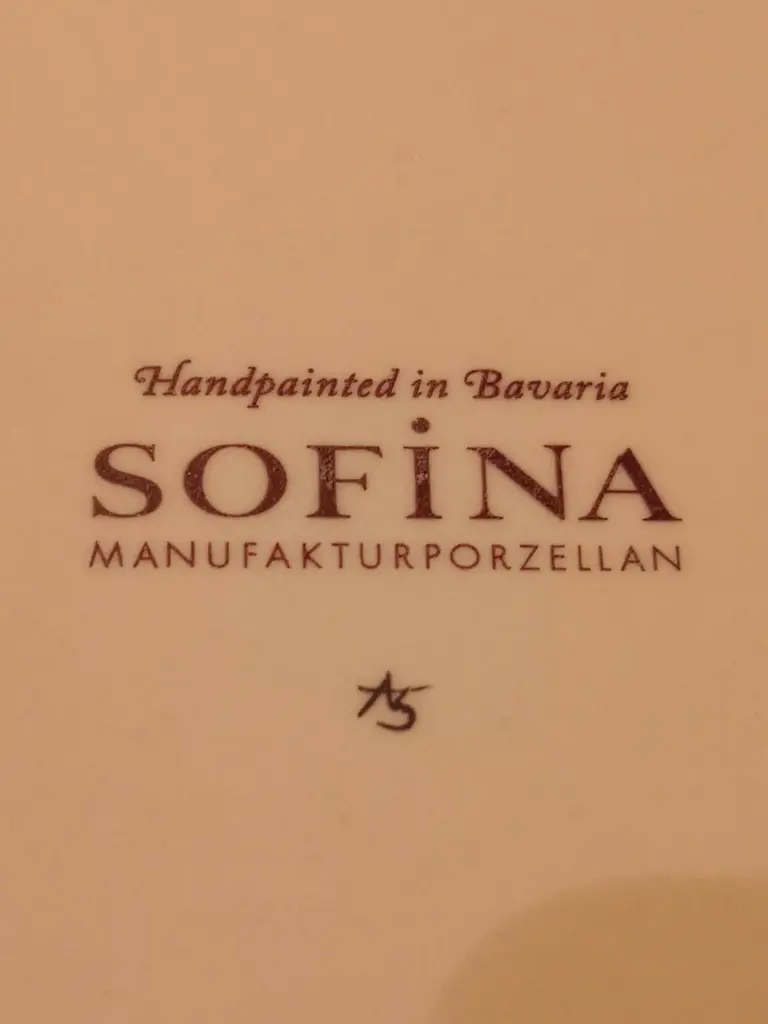 Handpainted in Bavaria
SOFiNA
MANUFAKTURPORZELLAN